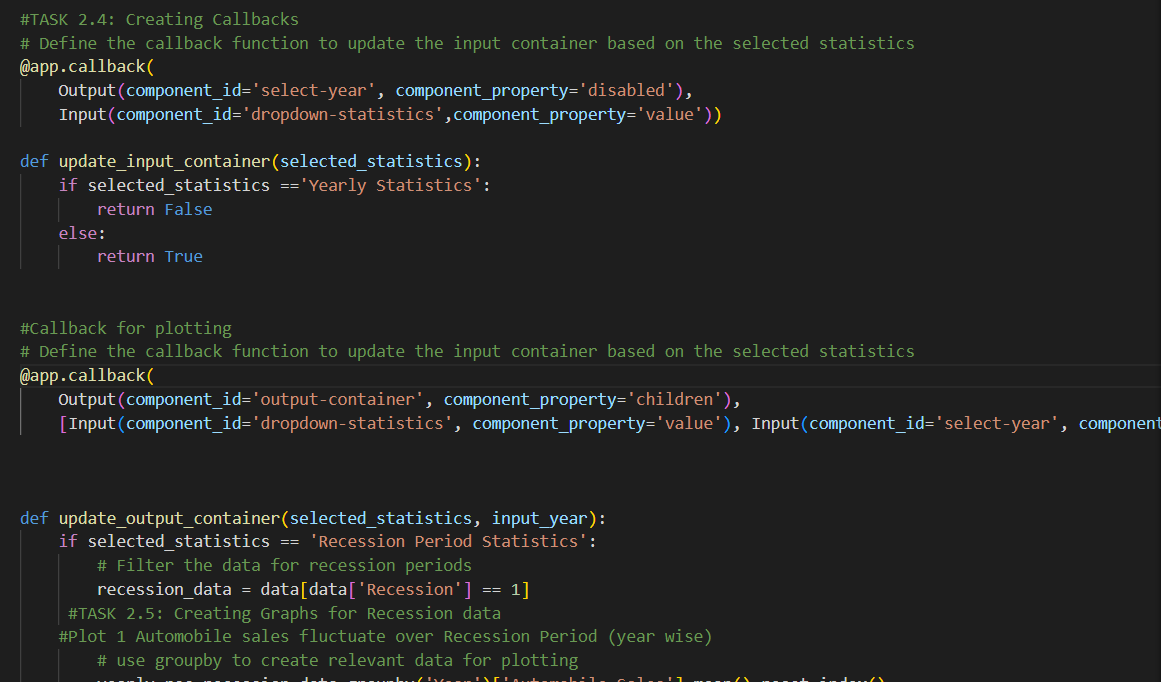 #TASK 2.4: Creating Callbacks
# Define the callback function to update the input container based on the selected statistics
@app.callback(
    Output(component_id='select-year', component_property='disabled'),
    Input(component_id='dropdown-statistics',component_property='value'))
def update_input_container(selected_statistics):
    if selected_statistics =='Yearly Statistics':
        return False
    else:
        return True
#Callback for plotting
# Define the callback function to update the input container based on the selected statistics
@app.callback(
    Output(component_id='output-container', component_property='children'),
    [Input(component_id='dropdown-statistics', component_property='value'), Input(component_id='select-year', component
def update_output_container(selected_statistics, input_year):
    if selected_statistics == 'Recession Period Statistics':
        # Filter the data for recession periods
        recession_data = data[data['Recession'] == 1]
     #TASK 2.5: Creating Graphs for Recession data
    #Plot 1 Automobile sales fluctuate over Recession Period (year wise)
        # use groupby to create relevant data for plotting